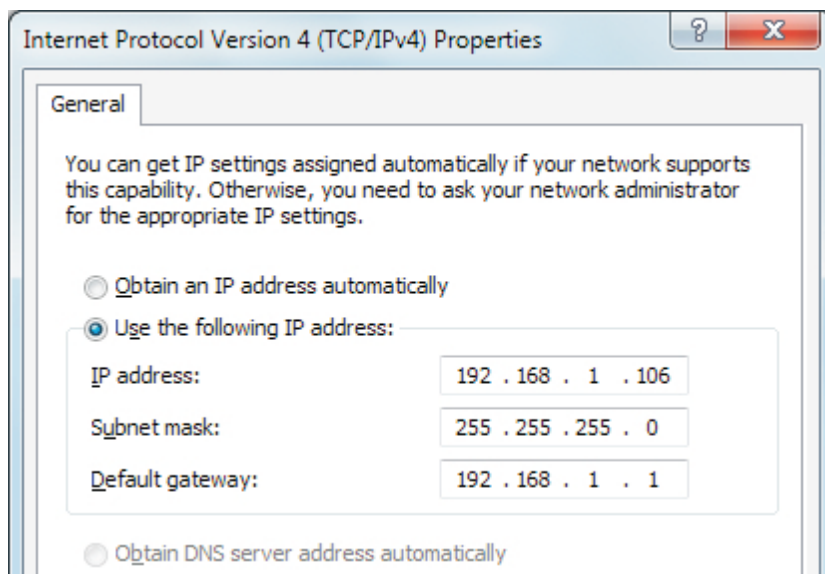 Internet Protocol Version 4 (TCP/IPv4) Properties
General
You can get IP settings assigned automatically if your network supports
this capability. Otherwise, you need to ask your network administrator
for the appropriate IP settings.
Obtain an IP address automatically
Use the following IP address:
IP address: 192 . 168 . 1 . 106
Subnet mask: 255 . 255 . 255 . 0
Default gateway: 192 . 168 . 1 . 1
Obtain DNS server address automatically